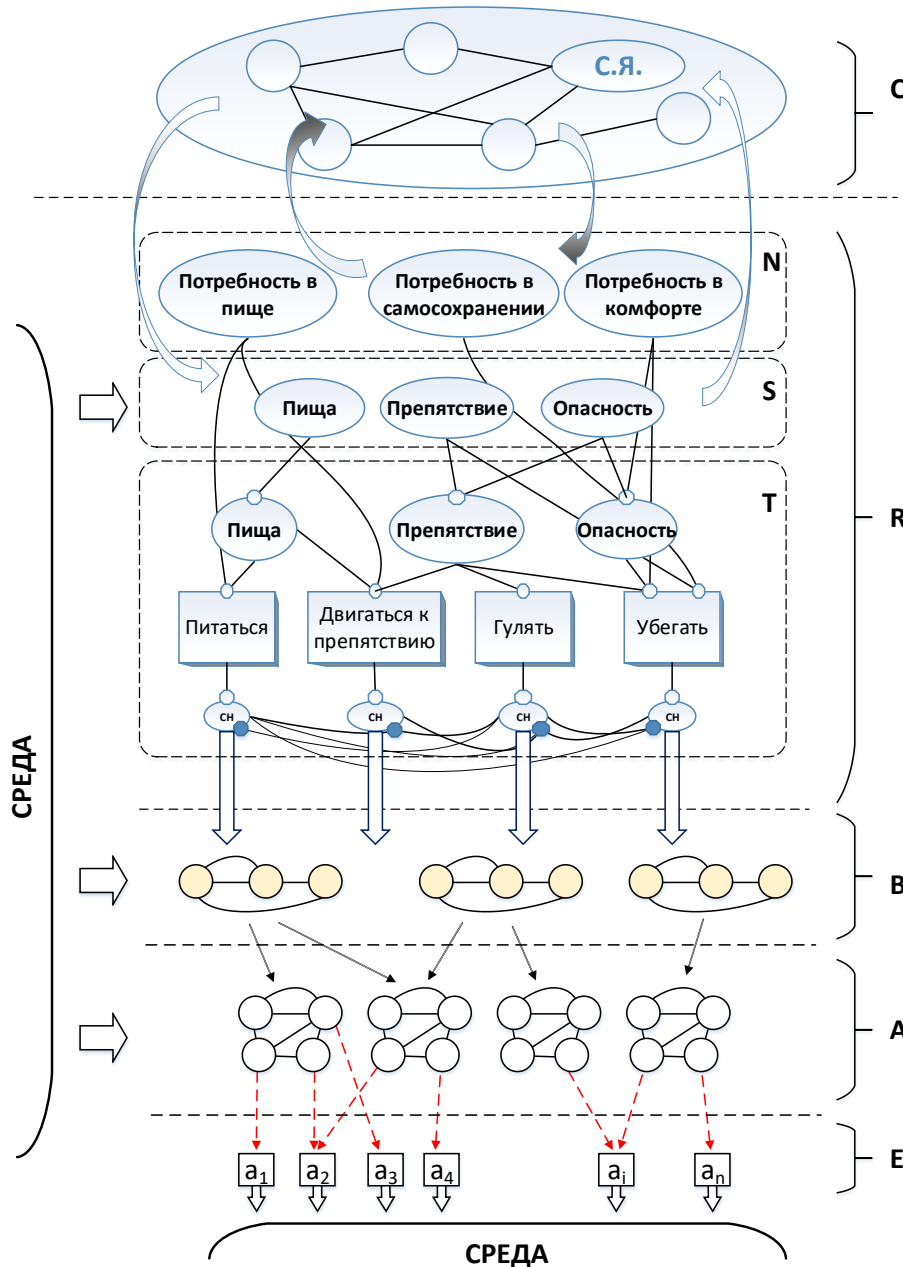 С.Я.
C
N
Потребность в
пище
Потребность в
самосохранении
Потребность в
комфорте
S
Пища
Препятствие
Опасность
T
R
Пища
Препятствие
Опасность
Питаться
Двигаться к
препятствию
Гулять
Убегать
сн
сн
сн
сн
СРЕДА
B
A
E
a1
a2
a3
a4
ai
an
СРЕДА